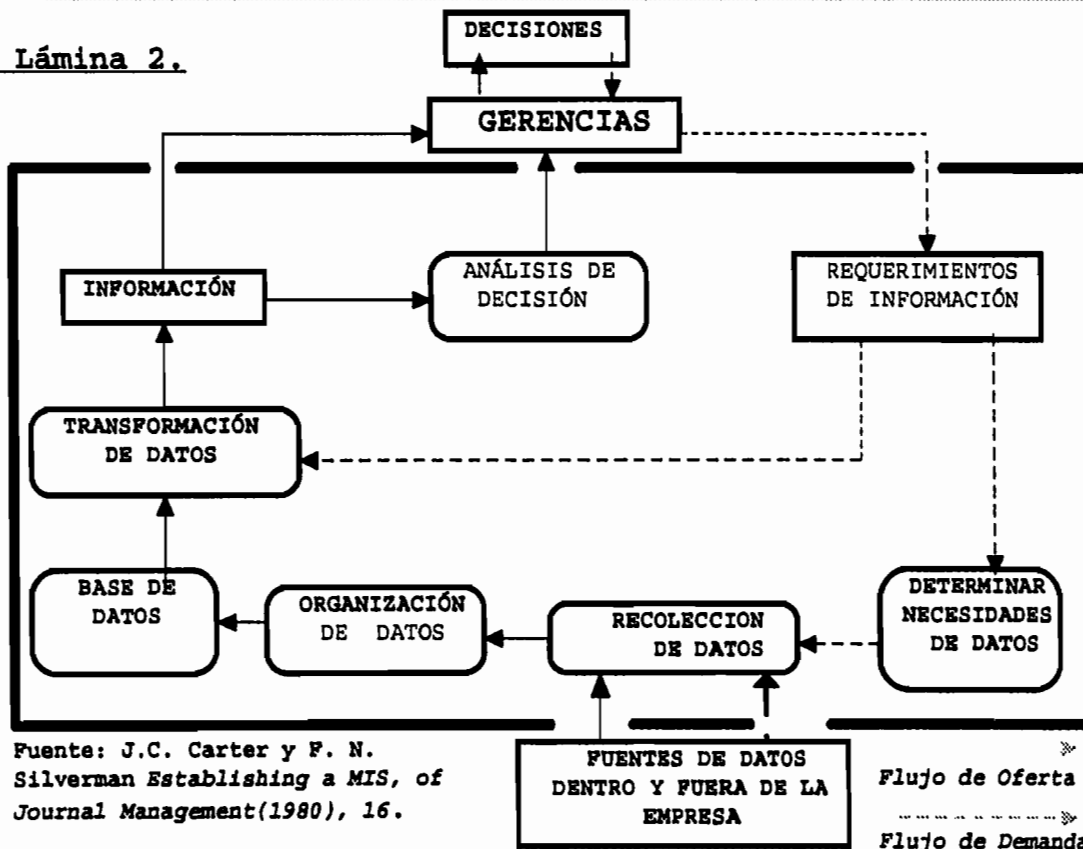 DECISIONES
Lámina 2.
GERENCIAS
INFORMACIÓN
ANÁLISIS DE
DECISIÓN
REQUERIMIENTOS
DE INFORMACIÓN
TRANSFORMACIÓN
DE DATOS
BASE DE
DATOS
ORGANIZACIÓN
DE DATOS
RECOLECCION
DE DATOS
DETERMINAR
NECESIDADES
DE DATOS
FUENTES DE DATOS
DENTRO Y FUERA DE LA
EMPRESA
Fuente: J.C. Carter y F. N.
Silverman Establishing a MIS, of
Journal Management(1980), 16.
Flujo de Oferta
Flujo de Demanda